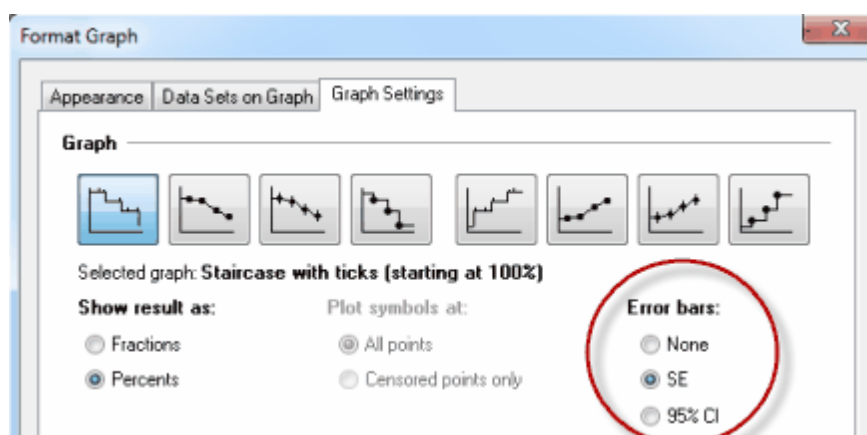 Format Graph
Appearance Data Sets on Graph Graph Settings
Graph
Selected graph: Staircase with ticks (starting at 100%)
Show result as: Plot symbols at: Error bars:
Fractions All points None
Percents Censored points only SE
95% CI